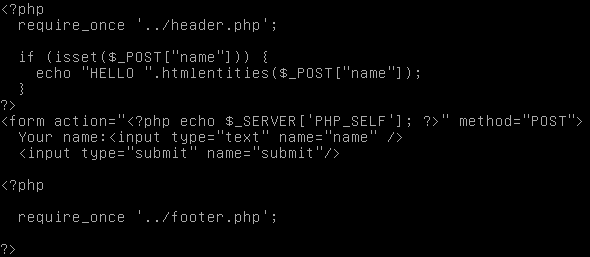 <?php
  require_once '../header.php';

  if (isset($_POST["name"])) {
    echo "HELLO ".htmlentities($_POST["name"]);
  }
?>
<form action="<?php echo $_SERVER['PHP_SELF']; ?>" method="POST">
  Your name:<input type="text" name="name" />
  <input type="submit" name="submit"/>

<?php

  require_once '../footer.php';

?>